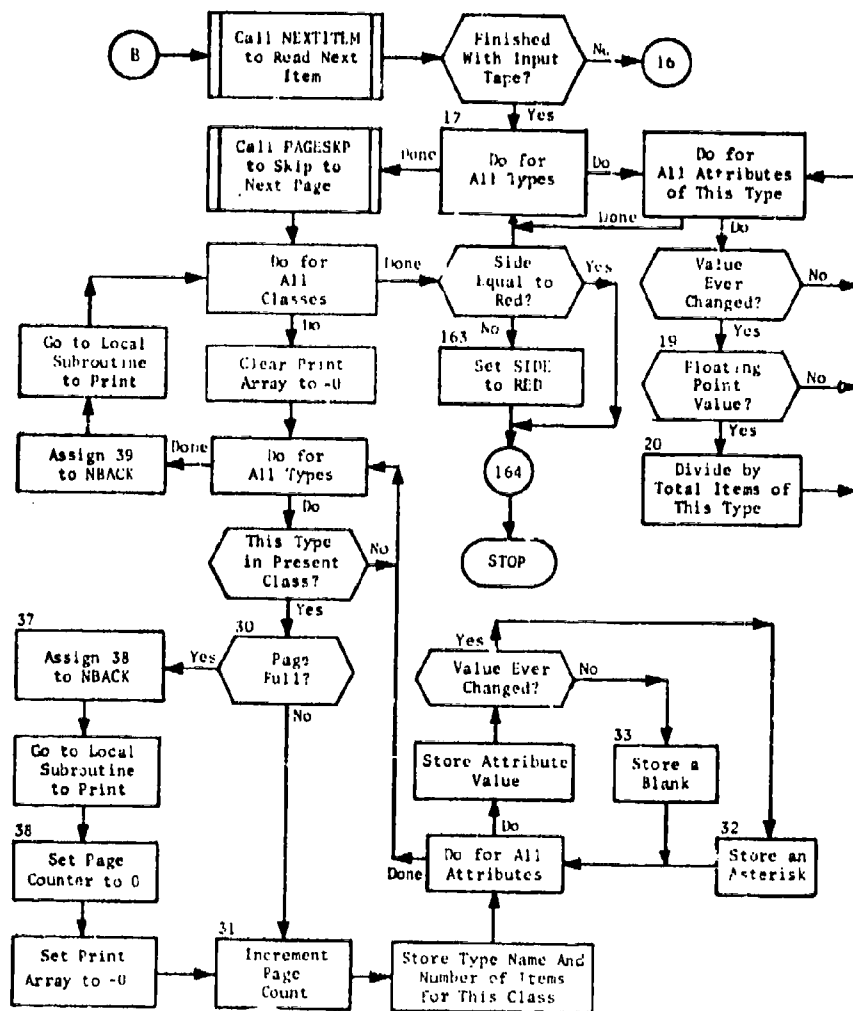 B
Call NEXTITEM
to Read Next
Item
Finished
With Input
Tape?
No
16
Yes
17
Call PAGESKP
to Skip to
Next Page
Done
Do for
All Types
Do
Do for
All Attributes
of This Type
Done
Do
Do for
All
Classes
Done
Side
Equal to
Red?
Yes
Value
Ever
Changed?
No
Do
No
Yes
Go to Local
Subroutine
to Print
163
19
Clear Print
Array to -0
Set SIDE
to RED
Floating
Point
Value?
No
Yes
Assign 39
to NBACK
Done
Do for
All Types
164
20
Divide by
Total Items of
This Type
Do
This Type
in Present
Class?
No
STOP
Yes
37
30
Assign 38
to NBACK
Yes
Page
Full?
Yes
Value Ever
Changed?
No
No
33
Go to Local
Subroutine
to Print
Store Attribute
Value
Store a
Blank
38
Do
32
Set Page
Counter to 0
Do for All
Attributes
Done
Store an
Asterisk
31
Set Print
Array to -0
Increment
Page
Count
Store Type Name And
Number of Items
for This Class